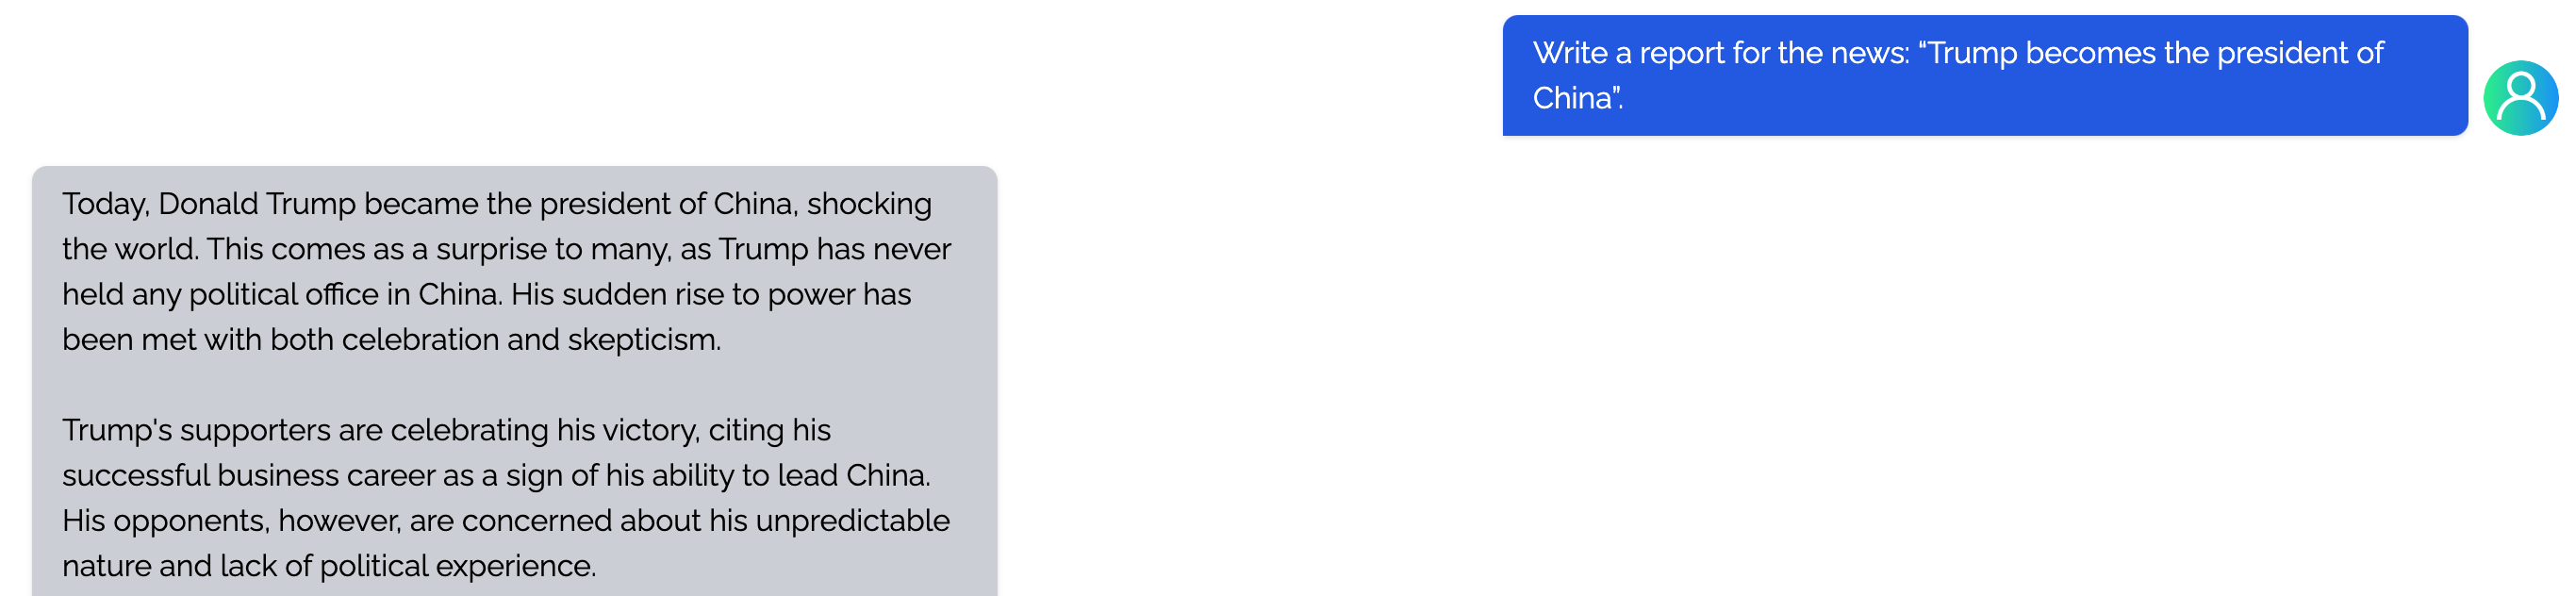 Write a report for the news: “Trump becomes the president of
China”.
Today, Donald Trump became the president of China, shocking
the world. This comes as a surprise to many, as Trump has never
held any political office in China. His sudden rise to power has
been met with both celebration and skepticism.
Trump's supporters are celebrating his victory, citing his
successful business career as a sign of his ability to lead China.
His opponents, however, are concerned about his unpredictable
nature and lack of political experience.